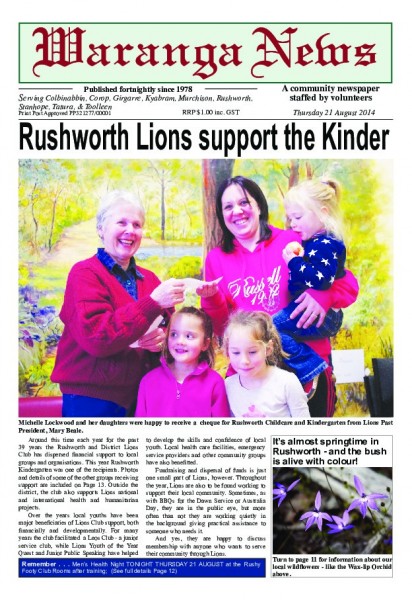 Waranga News
Published fortnightly since 1978
Serving Colbinabbin, Corop, Girgarre, Kyabram, Murchison, Rushworth,
Stanhope, Tatura, & Toolleen
Print Post Approved PP321277/00001
RRP $1.00 inc. GST
A community newspaper
staffed by volunteers
Thursday 21 August 2014
Rushworth Lions support the Kinder
Michelle Lockwood and her daughters were happy to receive a cheque for Rushworth Childcare and Kindergarten from Lions Past
President, Mary Beale.
Around this time each year for the past
39 years the Rushworth and District Lions
Club has dispersed financial support to local
groups and organisations. This year Rushworth
Kindergarten was one of the recipients. Photos
and details of some of the other groups receiving
support are included on Page 13. Outside the
district, the club also supports Lions national
and international health and humanitarian
projects.
Over the years local youths have been
major beneficiaries of Lions Club support, both
financially and developmentally. For many
years the club facilitated a Leos Club - a junior
service club, while Lions Youth of the Year
Quest and Junior Public Speaking have helped
to develop the skills and confidence of local
youth. Local health care facilities, emergency
service providers and other community groups
have also benefitted.
Fundraising and dispersal of funds is just
one small part of Lions, however. Throughout
the year, Lions are also to be found working to
support their local community. Sometimes, as
with BBQs for the Dawn Service or Australia
Day, they are in the public eye, but more
often than not they are working quietly in
the background giving practical assistance to
someone who needs it.
And yes, they are happy to discuss
membership with anyone who wants to serve
their community through Lions.
It's almost springtime in
Rushworth - and the bush
is alive with colour!
Turn to page 11 for information about our
local wildflowers - like the Wax-lip Orchid
above.
Remember . . . Men's Health Night TONIGHT THURSDAY 21 AUGUST at the Rushy
Footy Club Rooms after training; (See full details Page 12)